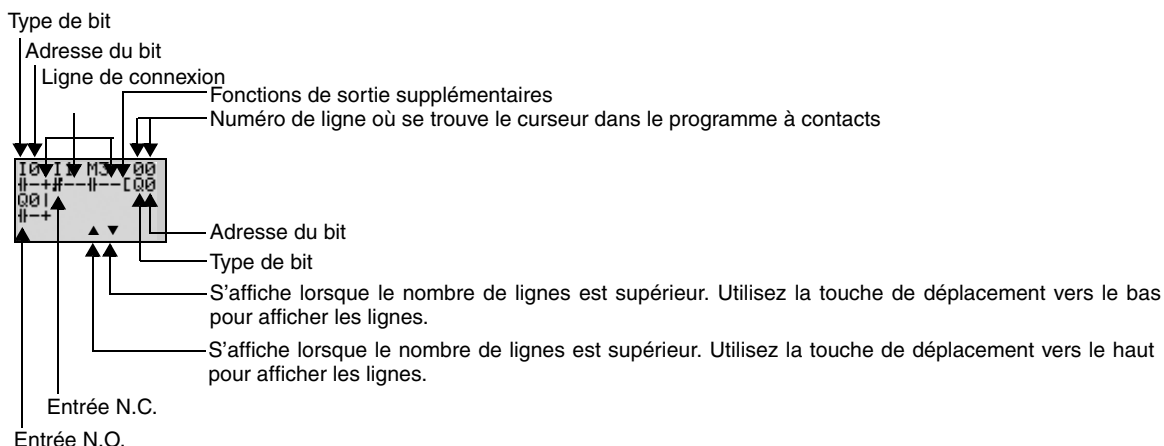 Type de bit
Adresse du bit
Ligne de connexion
Fonctions de sortie supplémentaires
Numéro de ligne où se trouve le curseur dans le programme à contacts
I0 I1 M3 00
[Q0
Q0
Adresse du bit
Type de bit
S’affiche lorsque le nombre de lignes est supérieur. Utilisez la touche de déplacement vers le bas
pour afficher les lignes.
S’affiche lorsque le nombre de lignes est supérieur. Utilisez la touche de déplacement vers le haut
pour afficher les lignes.
Entrée N.C.
Entrée N.O.